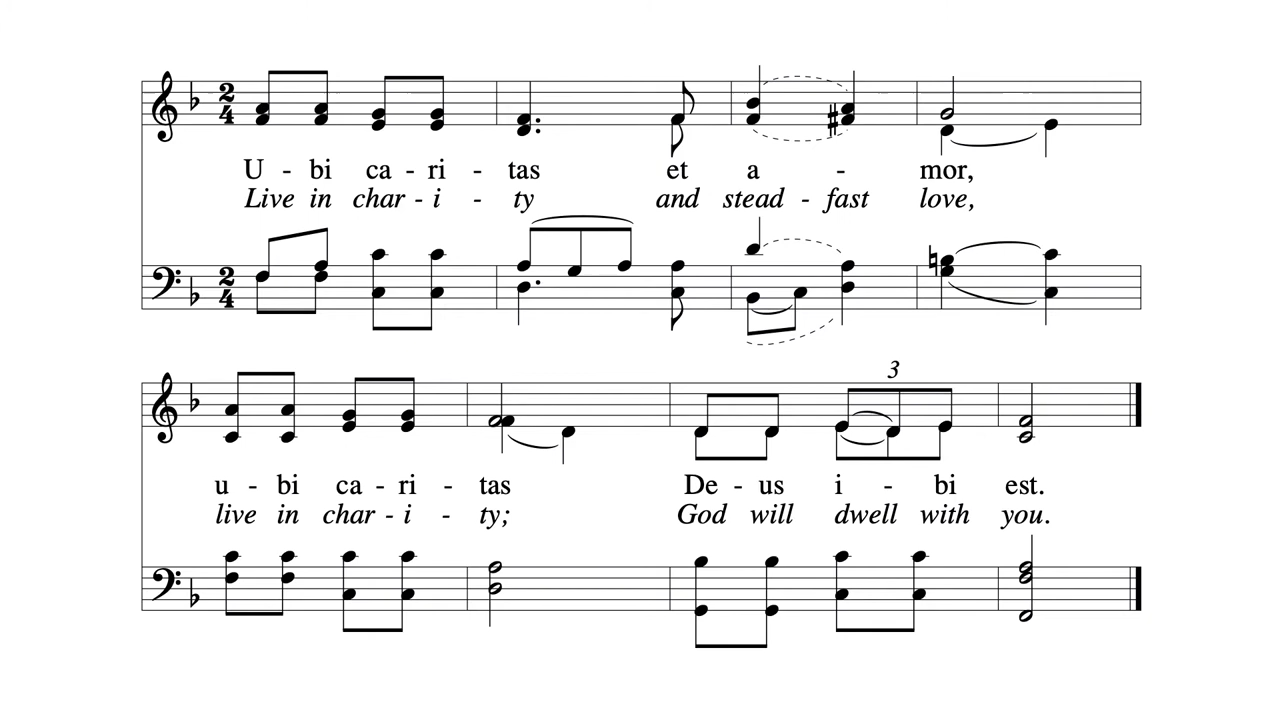 U - bi ca - ri - tas et a - mor,
Live in char - i - ty and stead - fast love,
3
u - bi ca - ri - tas De - us i - bi est.
live in char - i - ty; God will dwell with you.